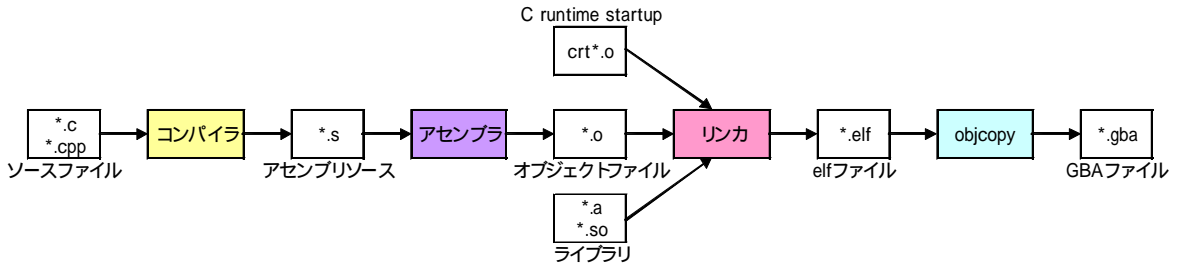 C runtime startup
crt*.o
*.c
*.cpp
ソースファイル
コンパイラ
*.s
アセンブリソース
アセンブラ
*.o
オブジェクトファイル
リンカ
*.a
*.so
ライブラリ
*.elf
elfファイル
objcopy
*.gba
GBAファイル